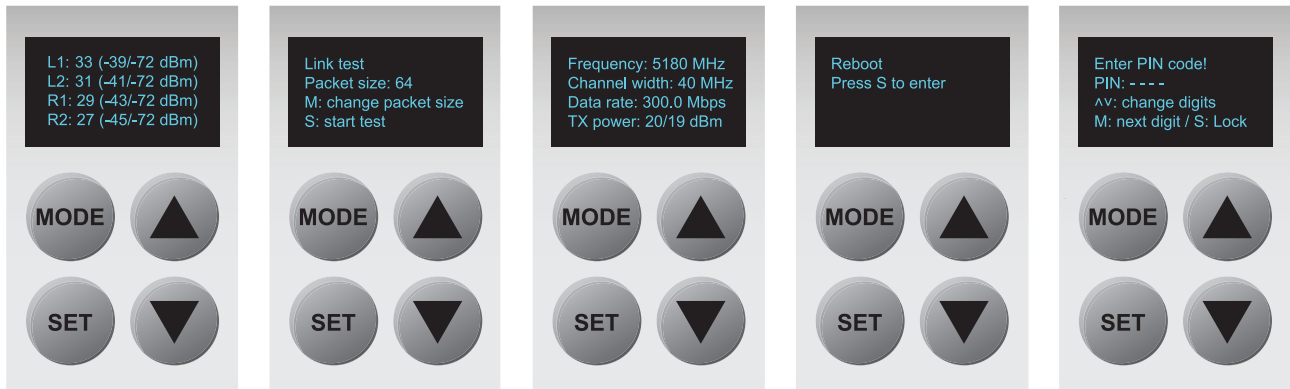 L1: 33 (-39/-72 dBm)
L2: 31 (-41/-72 dBm)
R1: 29 (-43/-72 dBm)
R2: 27 (-45/-72 dBm)
MODE
SET
Link test
Packet size: 64
M: change packet size
S: start test
MODE
SET
Frequency: 5180 MHz
Channel width: 40 MHz
Data rate: 300.0 Mbps
TX power: 20/19 dBm
MODE
SET
Reboot
Press S to enter
MODE
SET
Enter PIN code!
PIN: - - - -
˄˅: change digits
M: next digit / S: Lock
MODE
SET